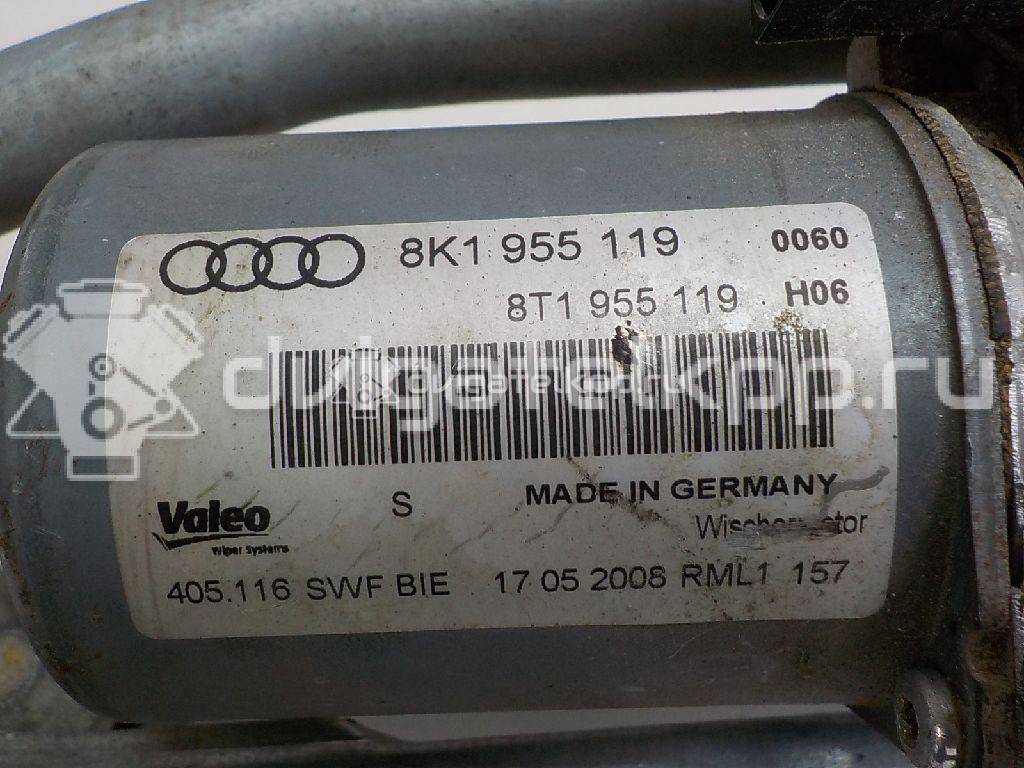 8K1 955 119 0060
8T1 955 119 H06
dvigatelkpp.ru
S MADE IN GERMANY
Valeo
Wiper Systems
405.116 SWF BIE 17 05 2008 RML1 157